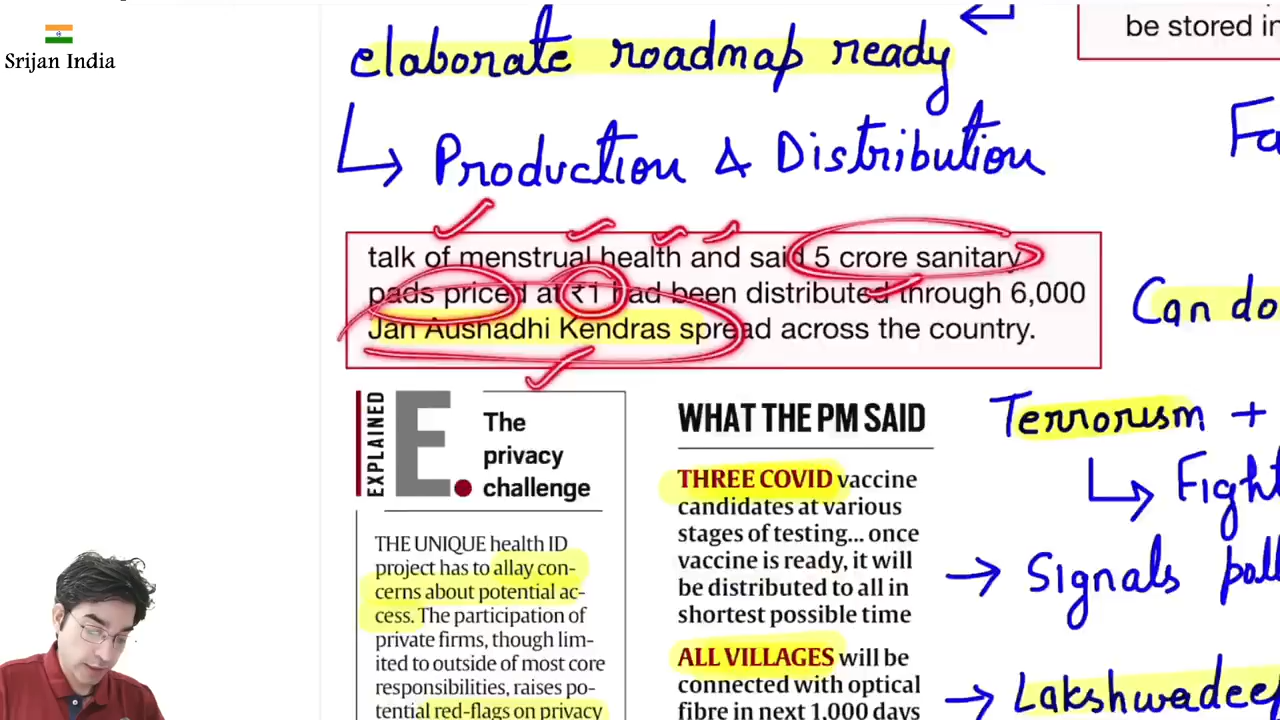 Srijan India
elaborate roadmap ready
be stored in
Production & Distribution
talk of menstrual health and said 5 crore sanitary
pads priced at ₹1 had been distributed through 6,000
Jan Aushadhi Kendras spread across the country.
Can do
EXPLAINED
E.
The
privacy
challenge
THE UNIQUE health ID
project has to allay con-
cerns about potential ac-
cess. The participation of
private firms, though lim-
ited to outside of most core
responsibilities, raises po-
tential red-flags on privacy
WHAT THE PM SAID
THREE COVID vaccine
candidates at various
stages of testing... once
vaccine is ready, it will
be distributed to all in
shortest possible time
ALL VILLAGES will be
connected with optical
fibre in next 1,000 days
Terrorism +
Fight
Signals